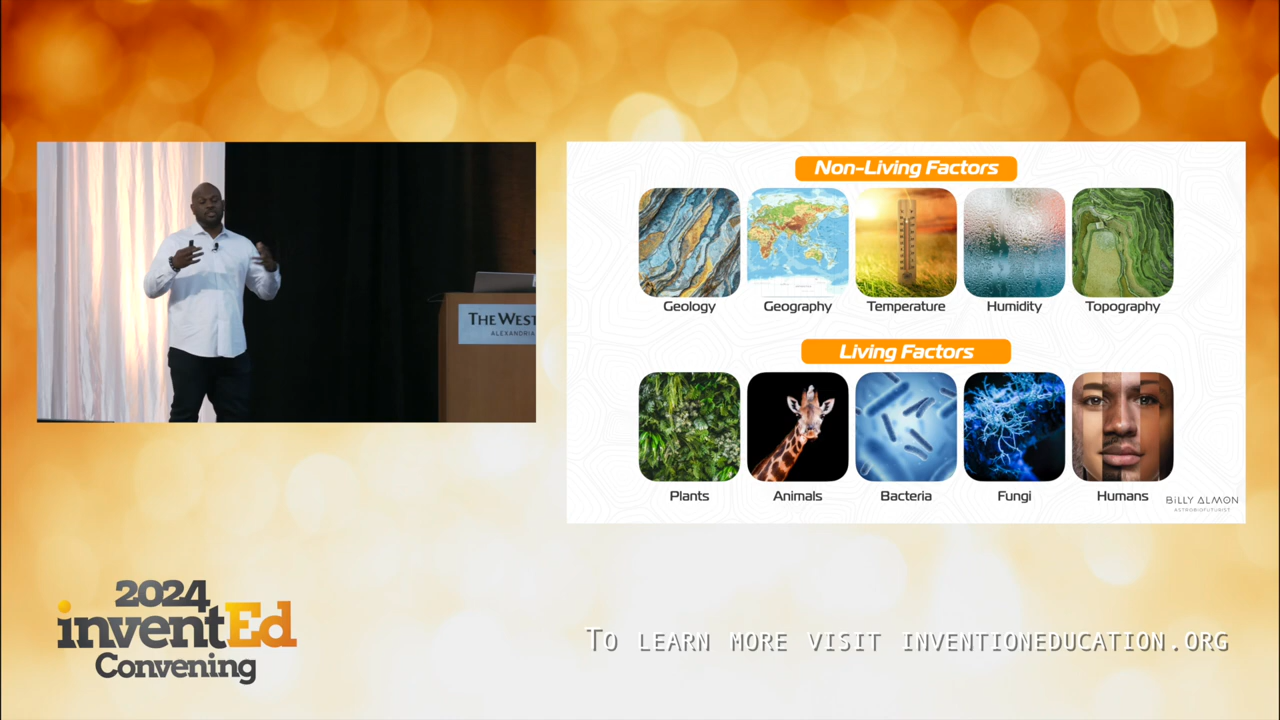 Non-Living Factors
Geology
Geography
Temperature
Humidity
Topography
Living Factors
Plants
Animals
Bacteria
Fungi
Humans
BiLLY ALMON
ASTROBIOFUTURIST
THE WEST
ALEXANDRIA
2024
inventEd
Convening
TO LEARN MORE VISIT INVENTIONEDUCATION.ORG